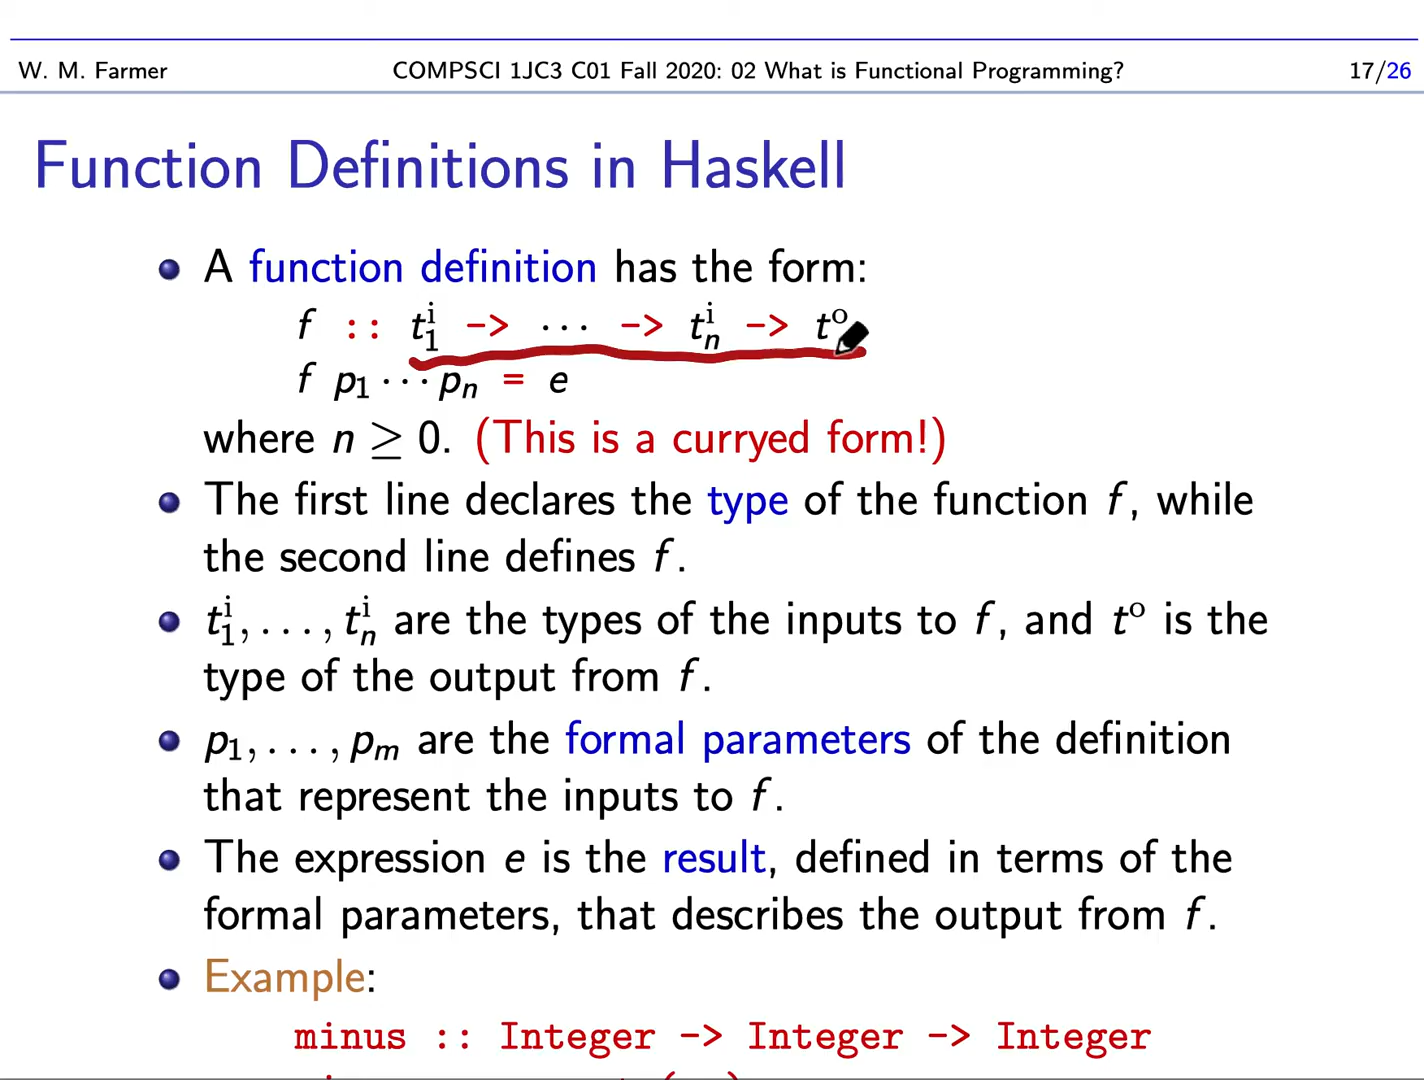 W. M. Farmer COMPSCI 1JC3 C01 Fall 2020: 02 What is Functional Programming? 17/26
Function Definitions in Haskell
A function definition has the form:
f :: t₁ⁱ -> ⋯ -> tₙⁱ -> tᵒ
f p₁ ⋯ pₙ = e
where n ≥ 0. (This is a curryed form!)
The first line declares the type of the function f, while
the second line defines f.
t₁ⁱ, . . . , tₙⁱ are the types of the inputs to f, and tᵒ is the
type of the output from f.
p₁, . . . , pₘ are the formal parameters of the definition
that represent the inputs to f.
The expression e is the result, defined in terms of the
formal parameters, that describes the output from f.
Example:
minus :: Integer -> Integer -> Integer